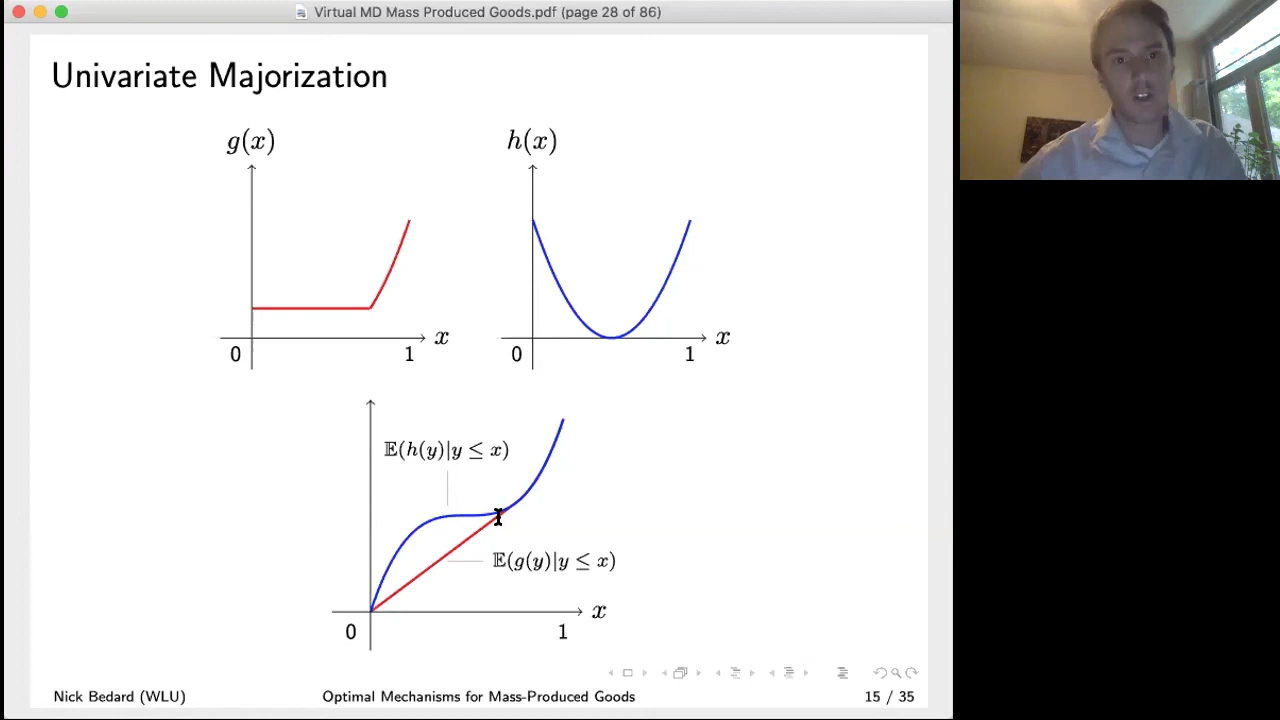 Virtual MD Mass Produced Goods.pdf (page 28 of 86)
Univariate Majorization
g(x)
h(x)
0
1
x
0
1
x
𝔼(h(y)|y ≤ x)
𝔼(g(y)|y ≤ x)
x
0
1
Nick Bedard (WLU)
Optimal Mechanisms for Mass-Produced Goods
15 / 35